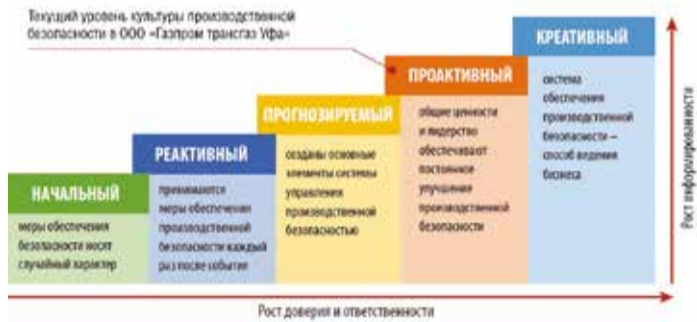 Текущий уровень культуры производственной
безопасности в ООО «Газпром трансгаз Уфа»
КРЕАТИВНЫЙ
система
обеспечения
производственной
безопасности –
способ ведения
бизнеса
ПРОАКТИВНЫЙ
общие ценности
и лидерство
обеспечивают
постоянное
улучшение
производственной
безопасности
ПРОГНОЗИРУЕМЫЙ
созданы основные
элементы системы
управления
производственной
безопасностью
РЕАКТИВНЫЙ
принимаются
меры обеспечения
производственной
безопасности каждый
раз после события
НАЧАЛЬНЫЙ
меры обеспечения
безопасности носят
случайный характер
Рост информированности
Рост доверия и ответственности